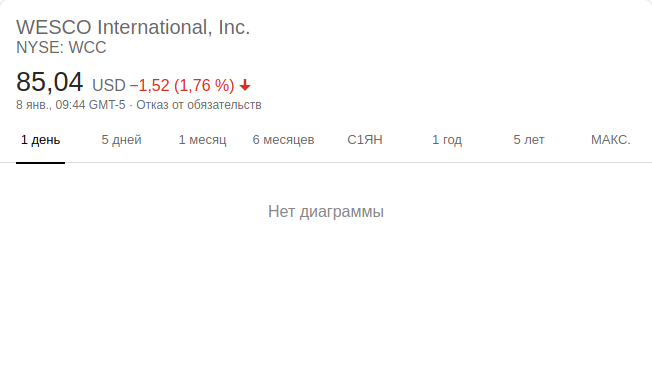 WESCO International, Inc.
NYSE: WCC
85,04 USD −1,52 (1,76 %)
8 янв., 09:44 GMT-5 · Отказ от обязательств
1 день 5 дней 1 месяц 6 месяцев С1ЯН 1 год 5 лет МАКС.
Нет диаграммы